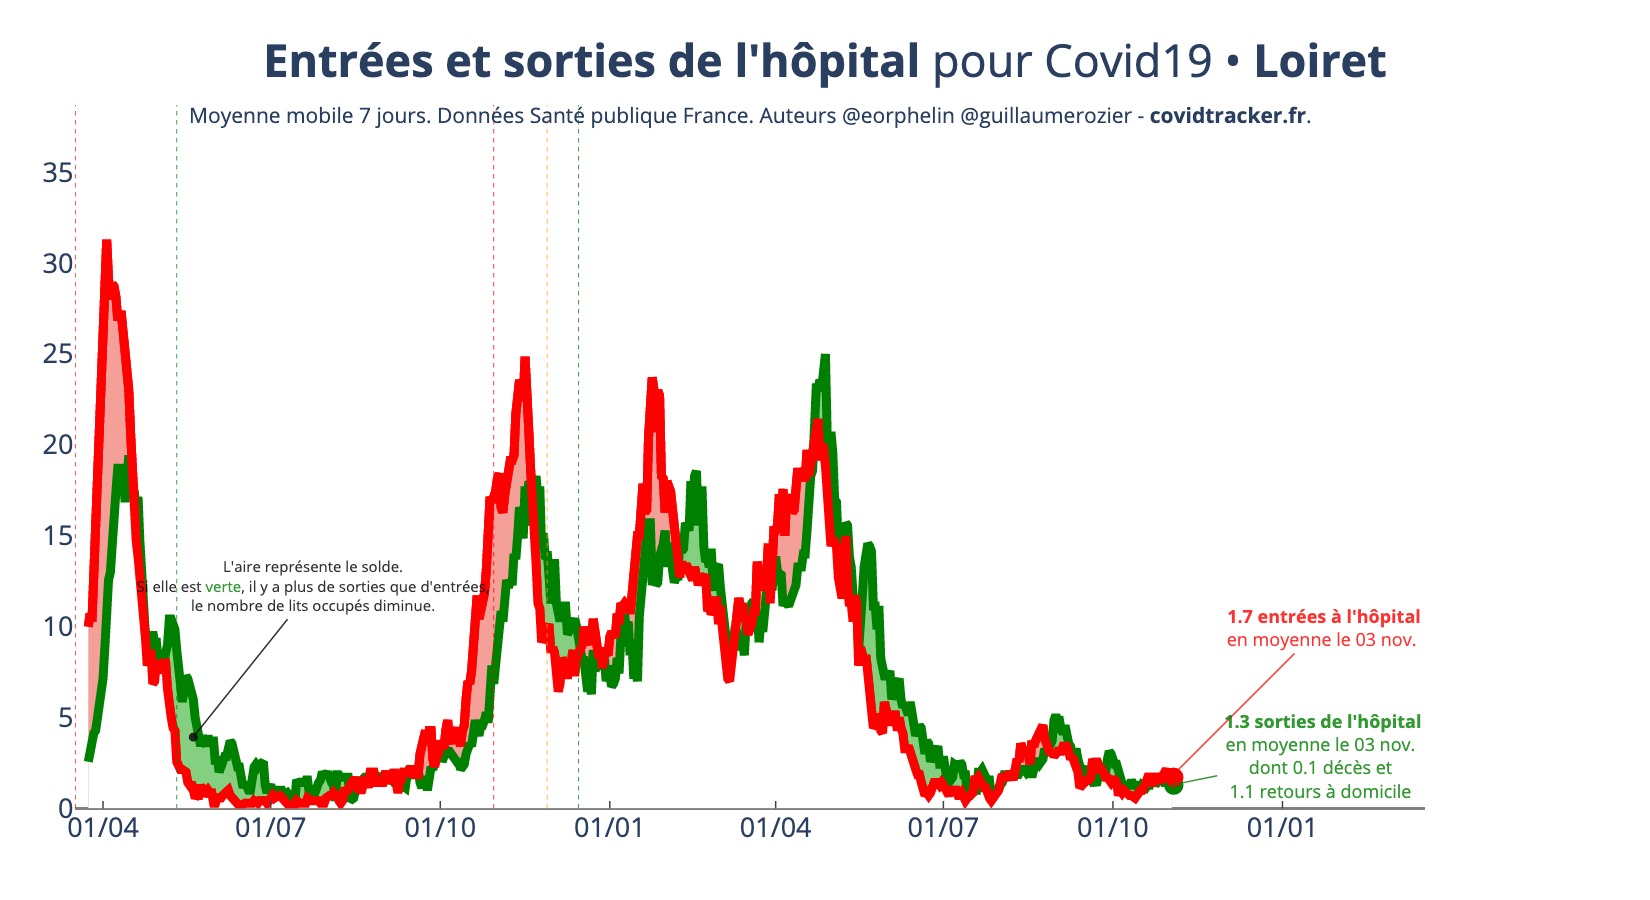 Entrées et sorties de l'hôpital pour Covid19 • Loiret
Moyenne mobile 7 jours. Données Santé publique France. Auteurs @eorphelin @guillaumerozier - covidtracker.fr.
35
30
25
20
15
10
5
0
L'aire représente le solde.
Si elle est verte, il y a plus de sorties que d'entrées,
le nombre de lits occupés diminue.
1.7 entrées à l'hôpital
en moyenne le 03 nov.
1.3 sorties de l'hôpital
en moyenne le 03 nov.
dont 0.1 décès et
1.1 retours à domicile
01/04 01/07 01/10 01/01 01/04 01/07 01/10 01/01